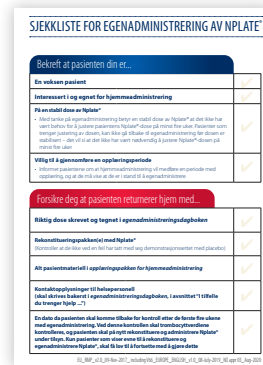 SJEKKLISTE FOR EGENADMINISTRERING AV NPLATE®
Bekreft at pasienten din er...
En voksen pasient
Interessert i og egnet for hjemmeadministrering
På en stabil dose av Nplate®
• Med tanke på egenadministrering betyr en stabil dose av Nplate® at det ikke har
vært behov for å justere pasientens Nplate®-dose på minst fire uker. Pasienter som
trenger justering av dosen, kan ikke gå tilbake til egenadministrering før dosen er
stabilisert – det vil si at det ikke har vært nødvendig å justere Nplate®-dosen på
minst fire uker
Villig til å gjennomføre en opplæringsperiode
• Informer pasientene om at hjemmeadministrering vil medføre en periode med
opplæring, og at de må vise at de er i stand til å egenadministrere
Forsikre deg om at pasienten returnerer hjem med...
Riktig dose skrevet og tegnet i egenadministreringsdagboken
Rekonstitueringspakken(e) med Nplate®
(Kontroller at de ikke ved en feil har tatt med seg demonstrasjonssettet med placebo)
Alt pasientmateriell i opplæringspakken for hjemmeadministrering
Kontaktopplysninger til helsepersonell
(skal skrives bakerst i egenadministreringsdagboken, i avsnittet "I tilfelle
du trenger hjelp ...")
En dato da pasienten skal komme tilbake for kontroll etter de første fire ukene
med egenadministrering. Ved denne kontrollen skal trombocyttverdiene
kontrolleres, og pasienten skal på nytt rekonstituere og administrere Nplate®
under tilsyn. Kun pasienter som viser evne til å rekonstituere og
egenadministrere Nplate®, skal få lov til å fortsette med å gjøre dette